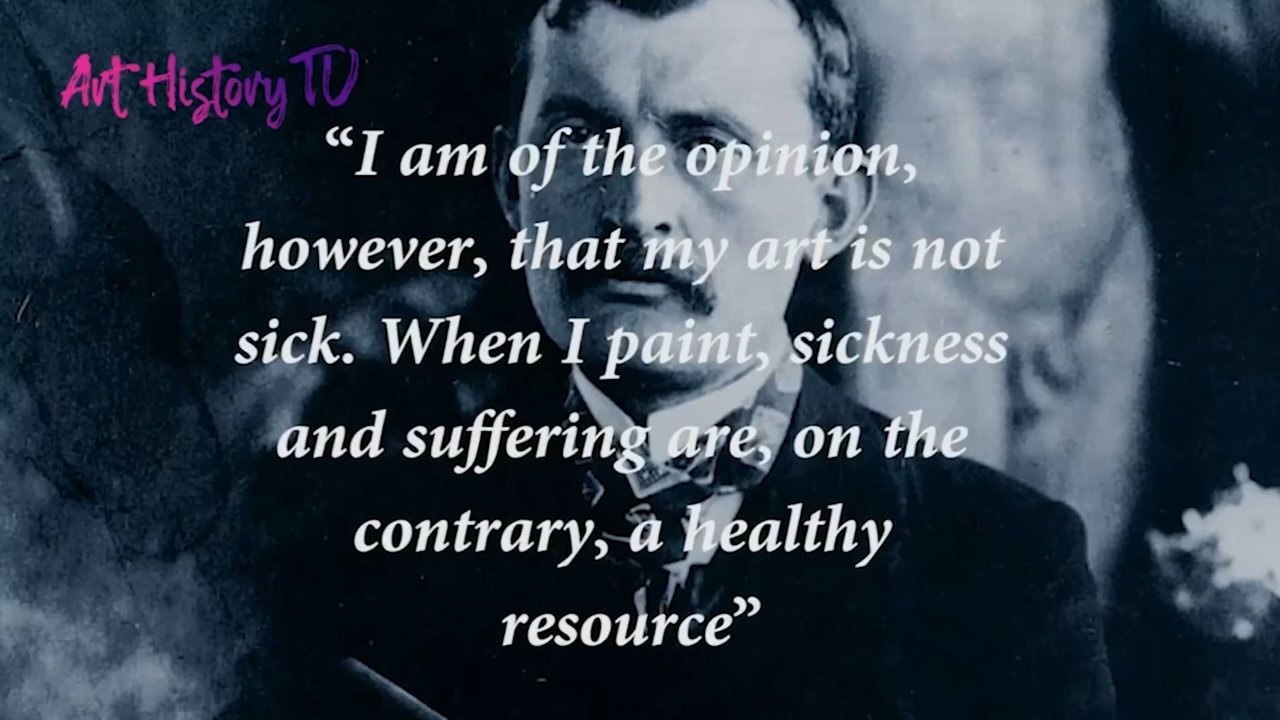 Art History TV
“I am of the opinion,
however, that my art is not
sick. When I paint, sickness
and suffering are, on the
contrary, a healthy
resource”